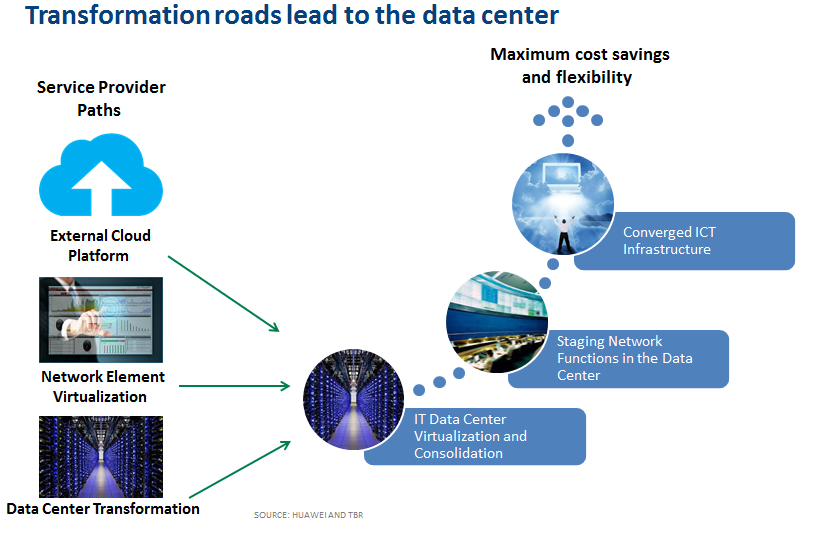 Transformation roads lead to the data center
Maximum cost savings
and flexibility
Service Provider
Paths
External Cloud
Platform
Network Element
Virtualization
Data Center Transformation
Converged ICT
Infrastructure
Staging Network
Functions in the Data
Center
IT Data Center
Virtualization and
Consolidation
SOURCE: HUAWEI AND TBR